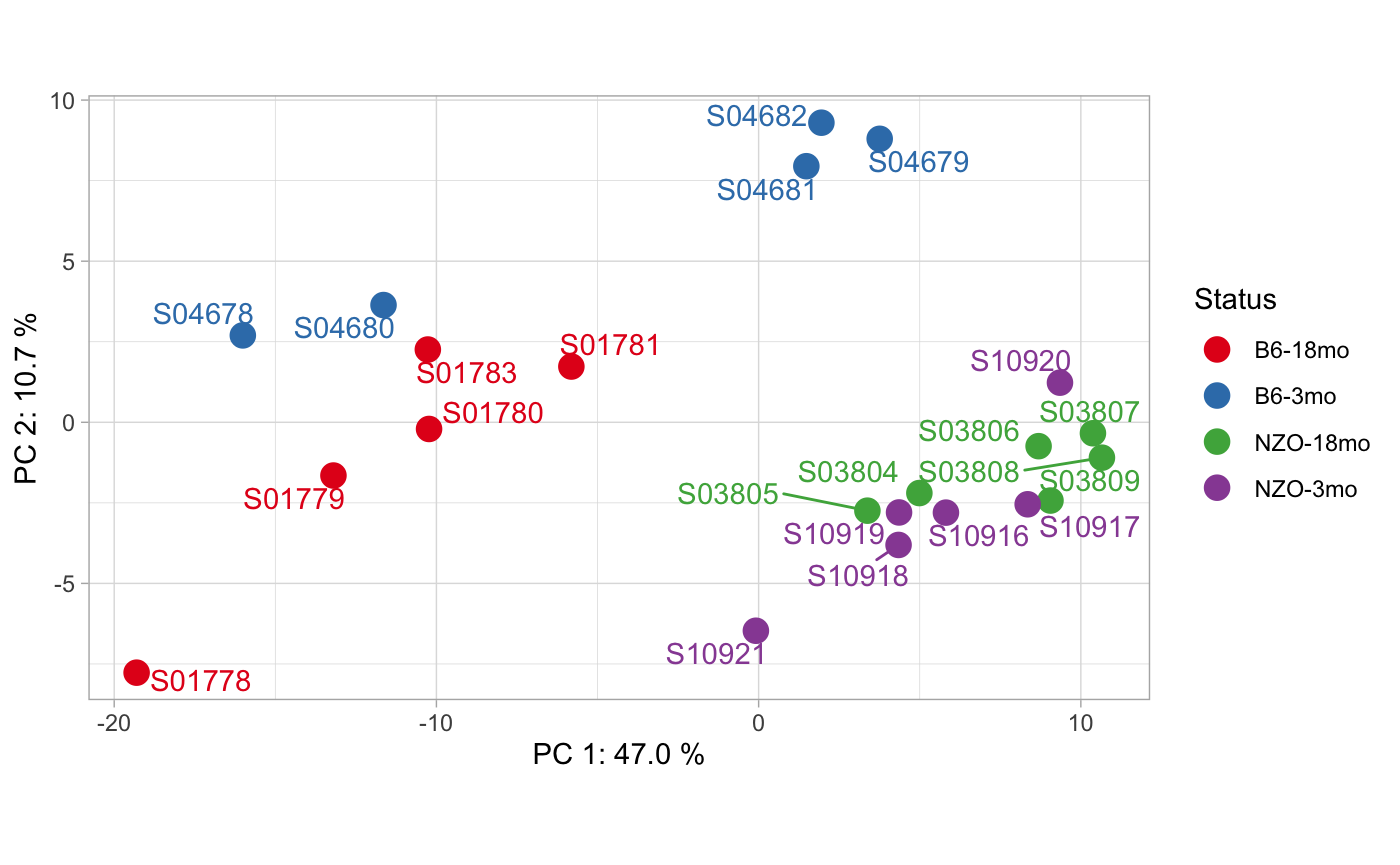 10
5
0
-5
PC 2: 10.7 %
S04682
S04679
S04681
S04678
S04680
S01783
S01781
S01780
S01779
S01778
S10920
S03807
S03806
S03804
S03808
S03809
S03805
S10919
S10916
S10917
S10918
S10921
-20
-10
0
10
PC 1: 47.0 %
Status
B6-18mo
B6-3mo
NZO-18mo
NZO-3mo